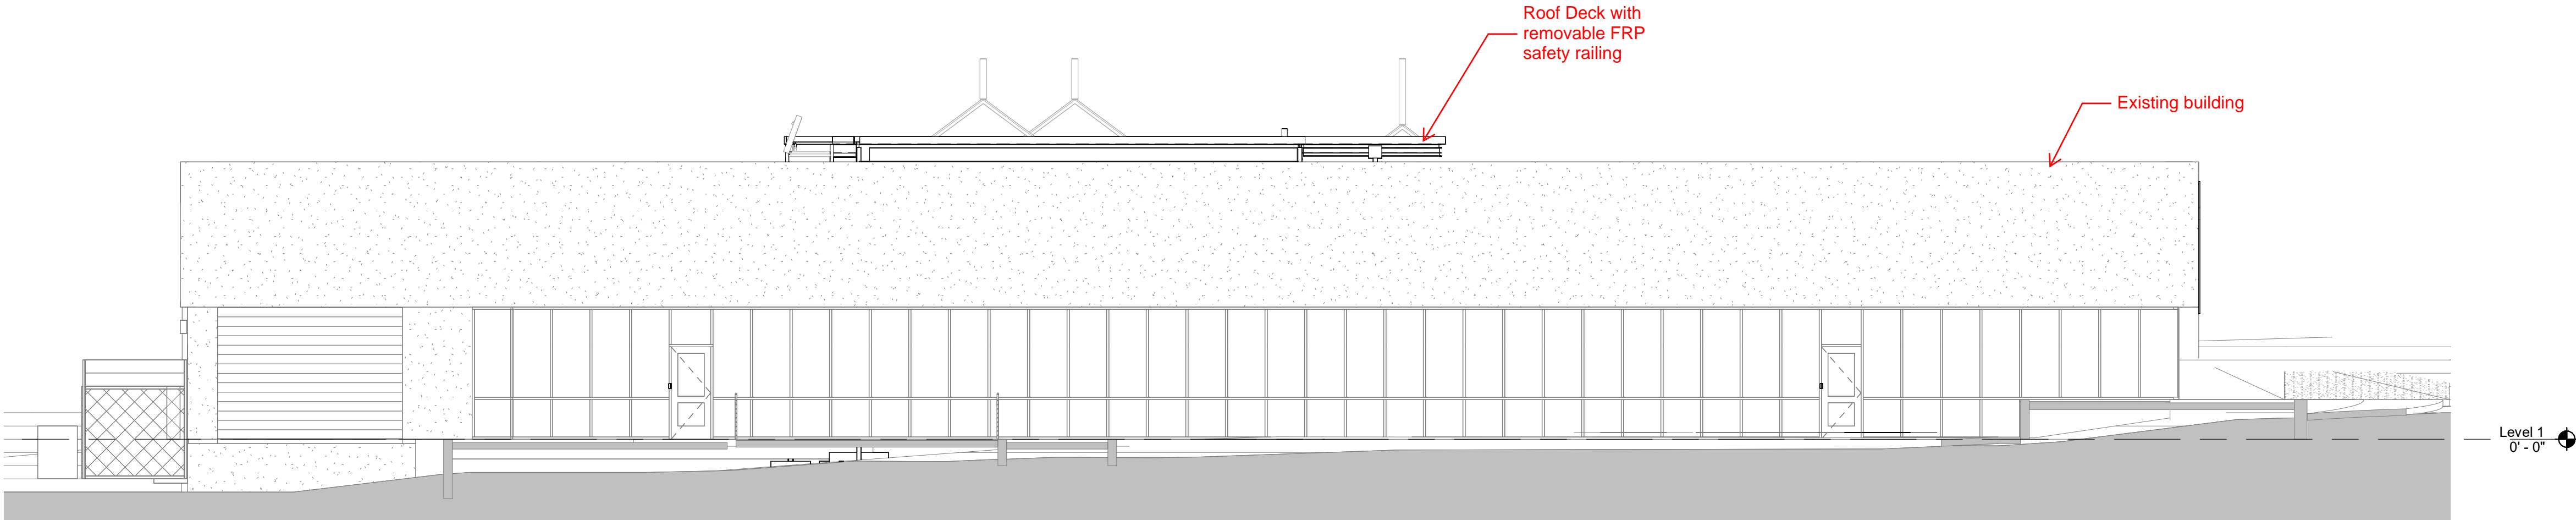 Roof Deck with
removable FRP
safety railing
Existing building
Level 1
0' - 0"